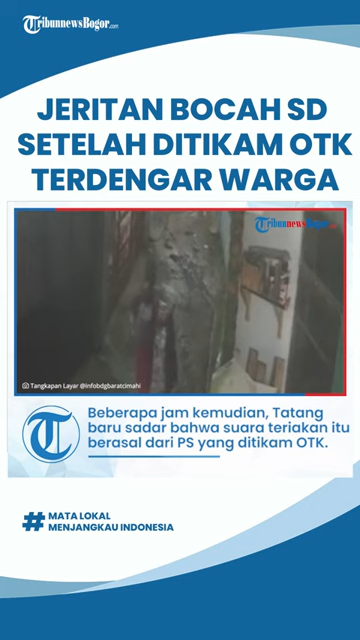 TribunnewsBogor.com
JERITAN BOCAH SD
SETELAH DITIKAM OTK
TERDENGAR WARGA
TribunnewsBogor.com
Tangkapan Layar @infobdgbaratcimahi
Beberapa jam kemudian, Tatang
baru sadar bahwa suara teriakan itu
berasal dari PS yang ditikam OTK.
# MATA LOKAL
MENJANGKAU INDONESIA